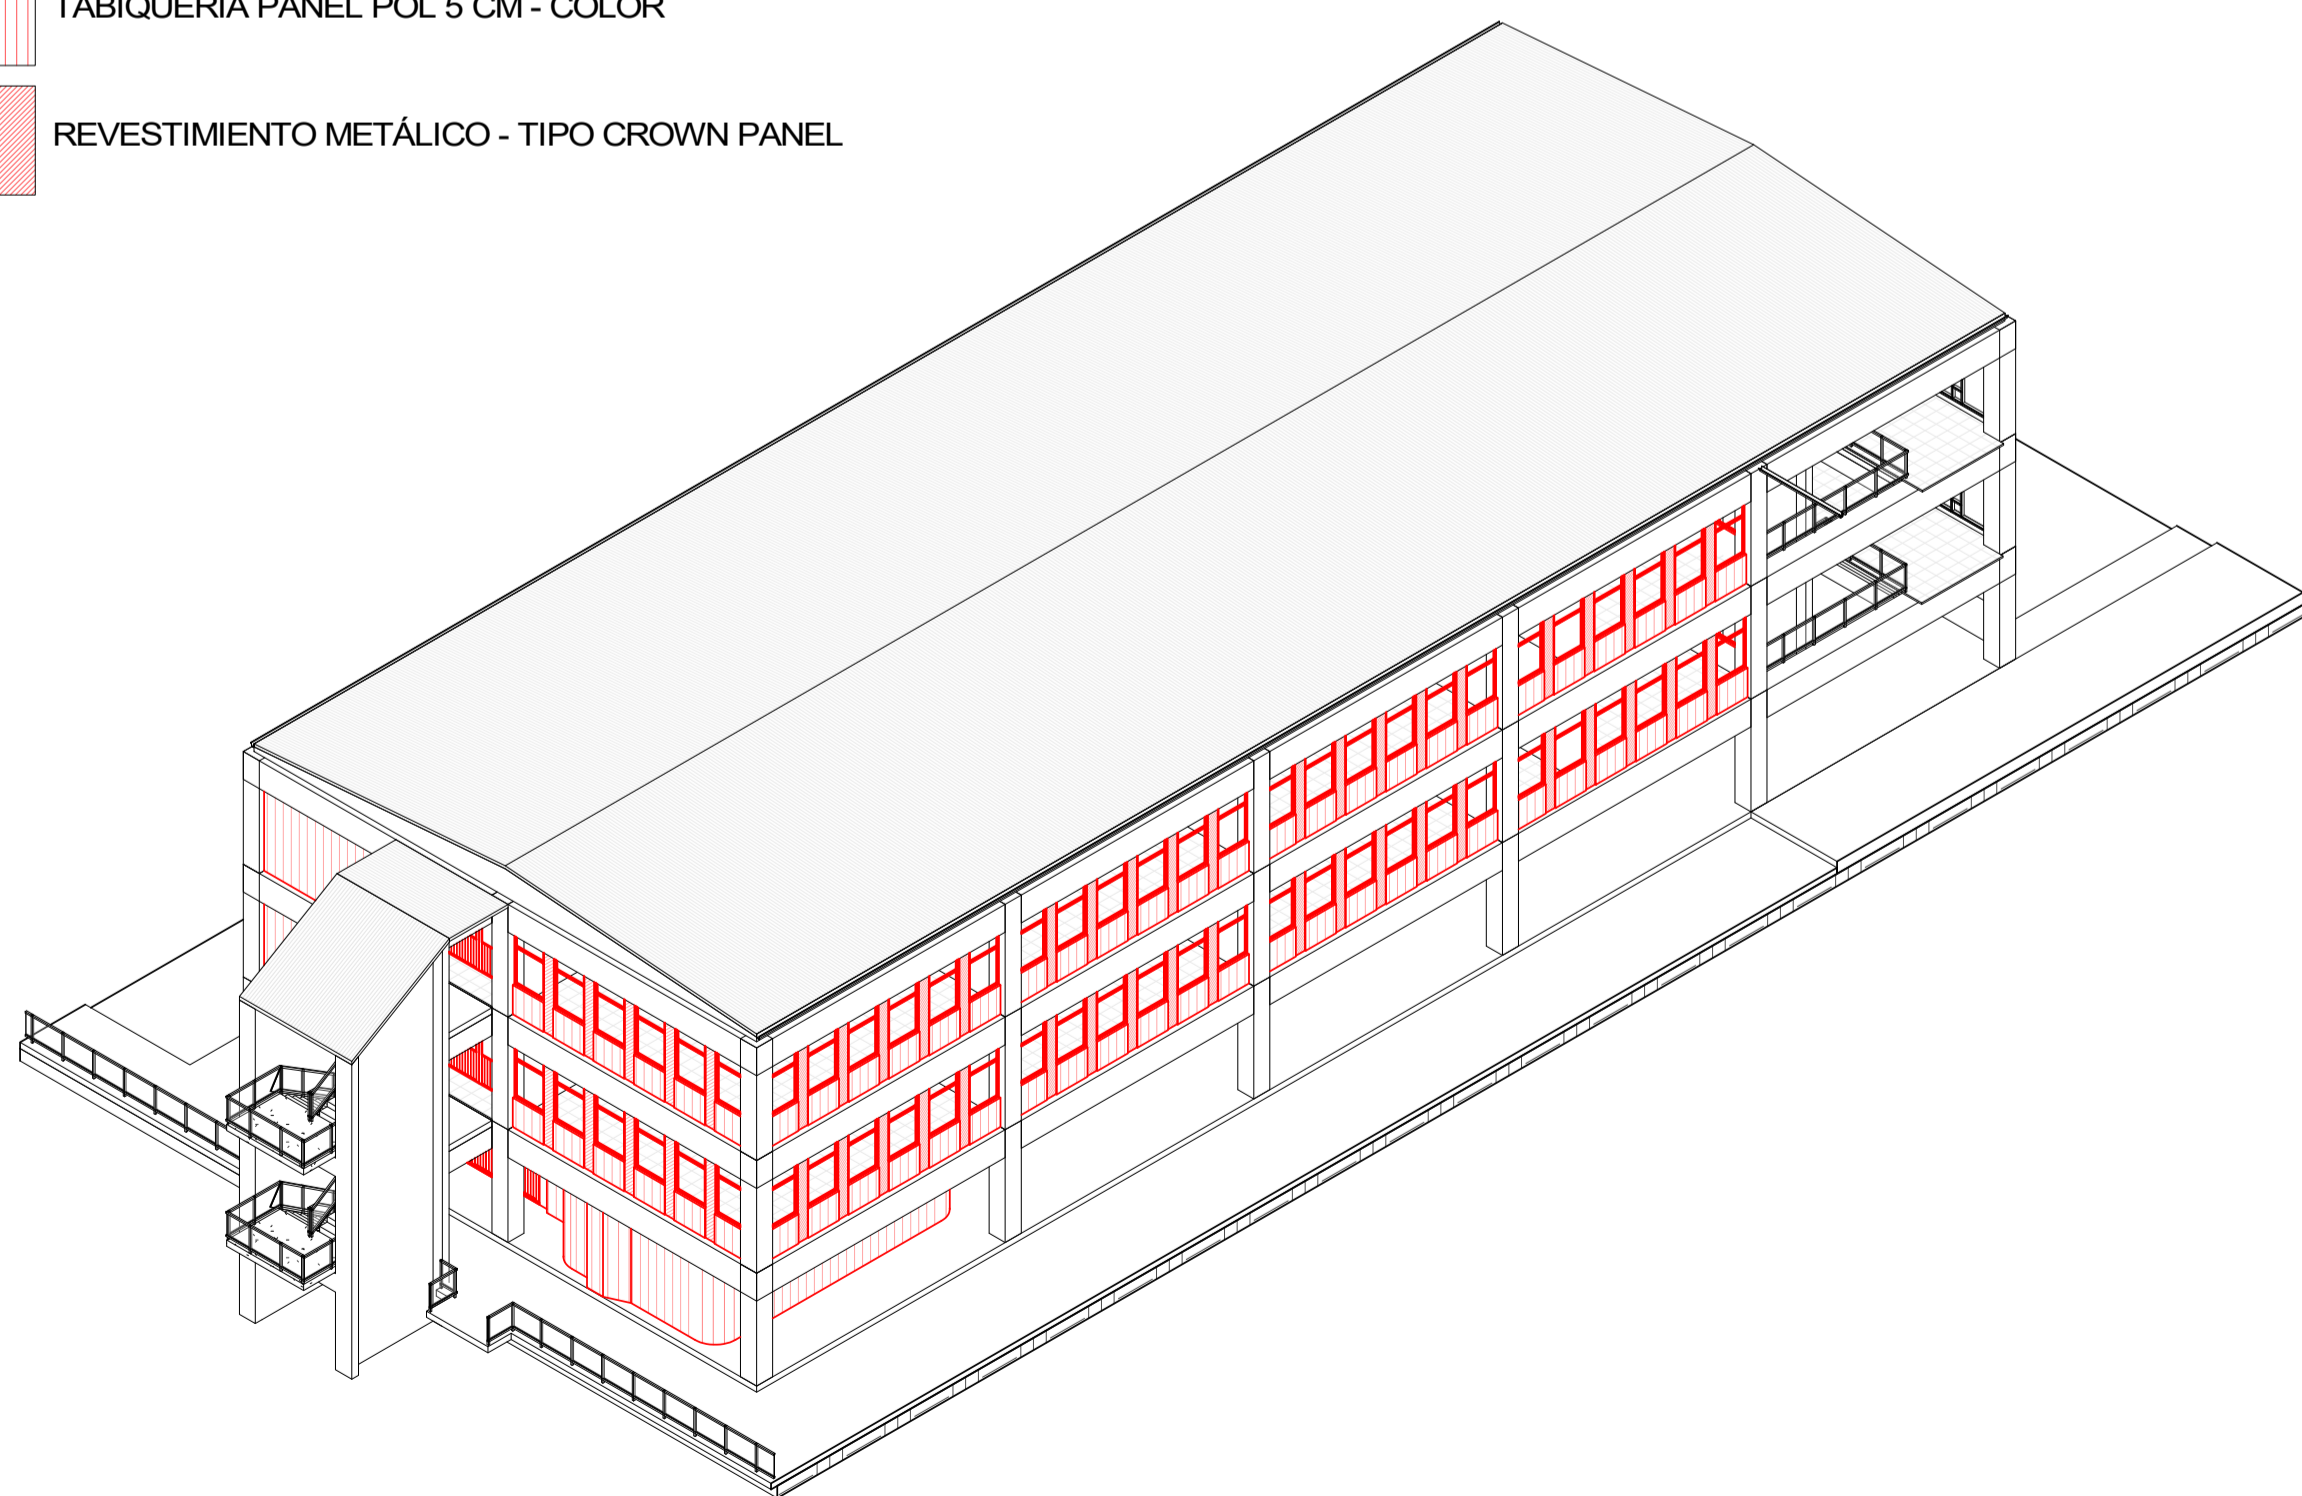 TABIQUERÍA PANEL POL 5 CM - COLOR
REVESTIMIENTO METÁLICO - TIPO CROWN PANEL